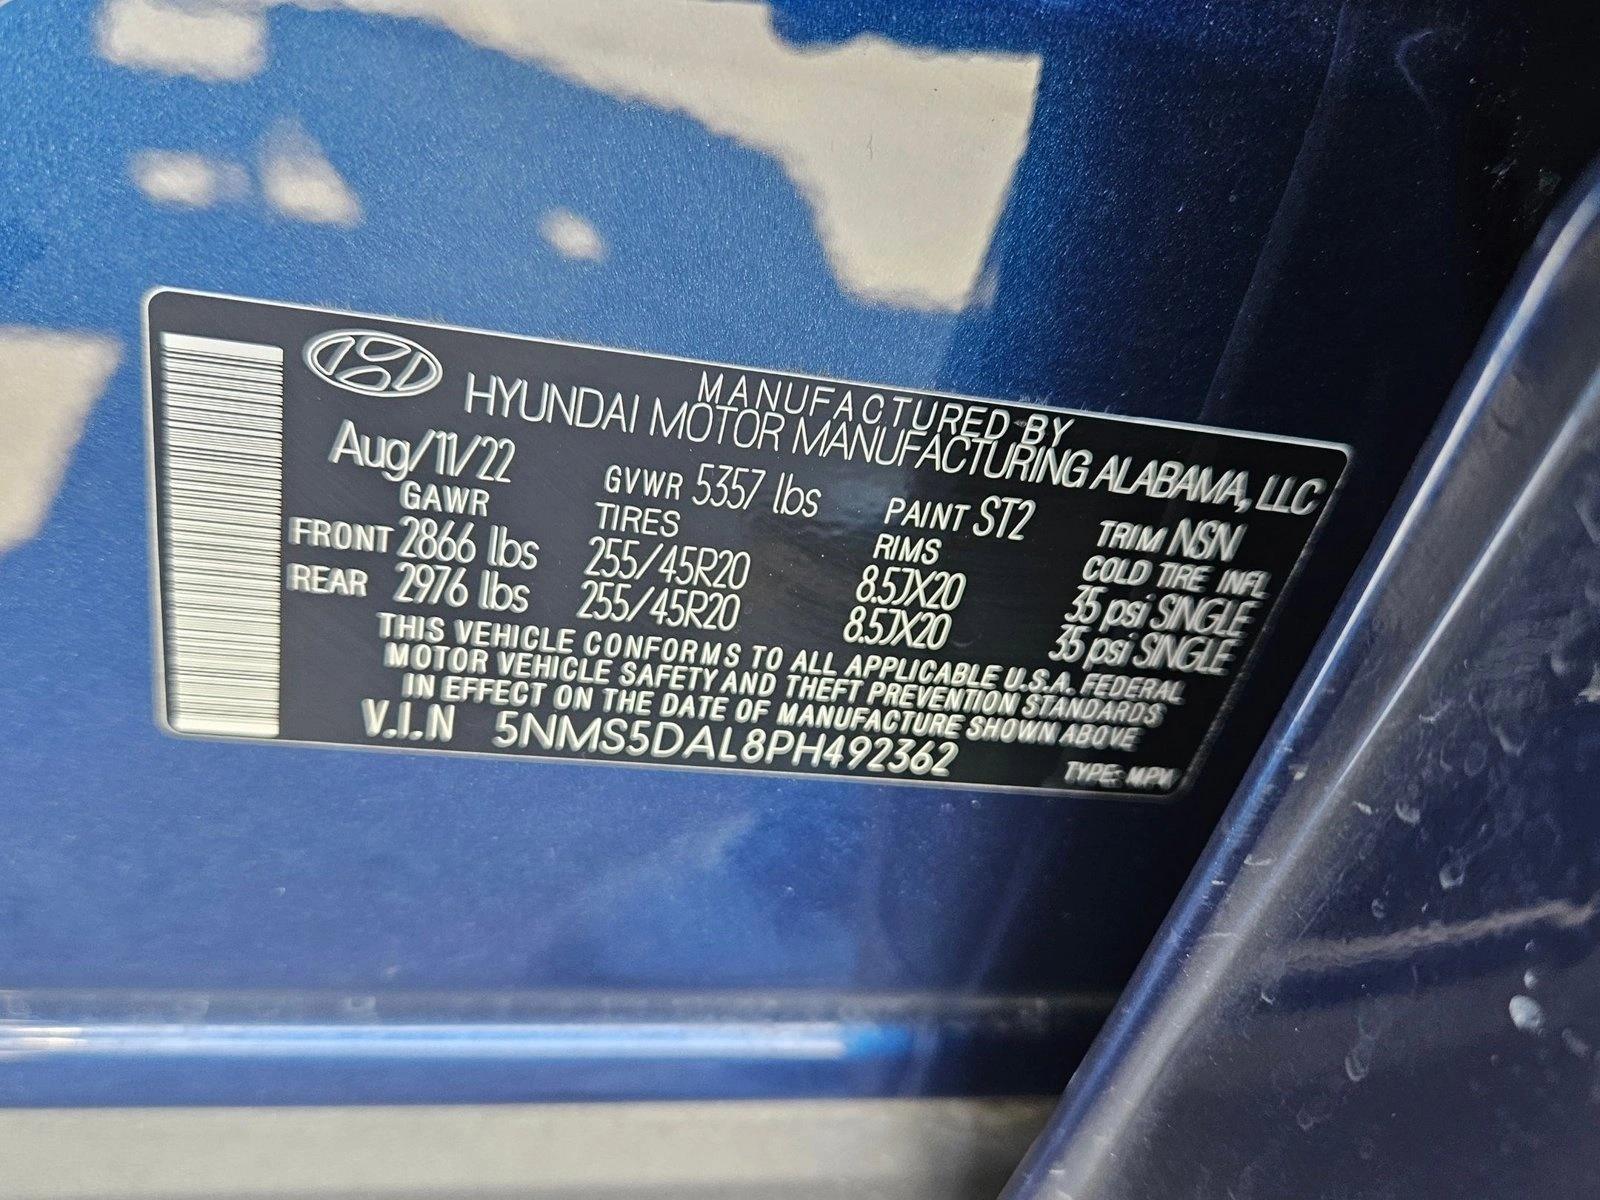 MANUFACTURED BY
HYUNDAI MOTOR MANUFACTURING ALABAMA, LLC
Aug/11/22 GVWR 5357 lbs PAINT ST2 TRIM NSN
GAWR TIRES RIMS COLD TIRE INFL
FRONT 2866 lbs 255/45R20 8.5JX20 35 psi SINGLE
REAR 2976 lbs 255/45R20 8.5JX20 35 psi SINGLE
THIS VEHICLE CONFORMS TO ALL APPLICABLE U.S.A. FEDERAL
MOTOR VEHICLE SAFETY AND THEFT PREVENTION STANDARDS
IN EFFECT ON THE DATE OF MANUFACTURE SHOWN ABOVE
V.I.N 5NMS5DAL8PH492362 TYPE: MPV